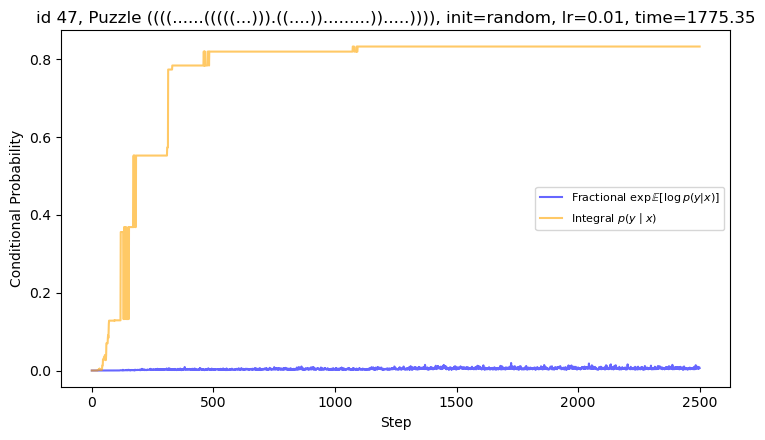 id 47, Puzzle ((((......(((((...))).((....)).........)).....)))), init=random, lr=0.01, time=1775.35
Conditional Probability
0.8
0.6
0.4
0.2
0.0
Fractional exp𝔼[log p(y|x)]
Integral p(y | x)
0 500 1000 1500 2000 2500
Step